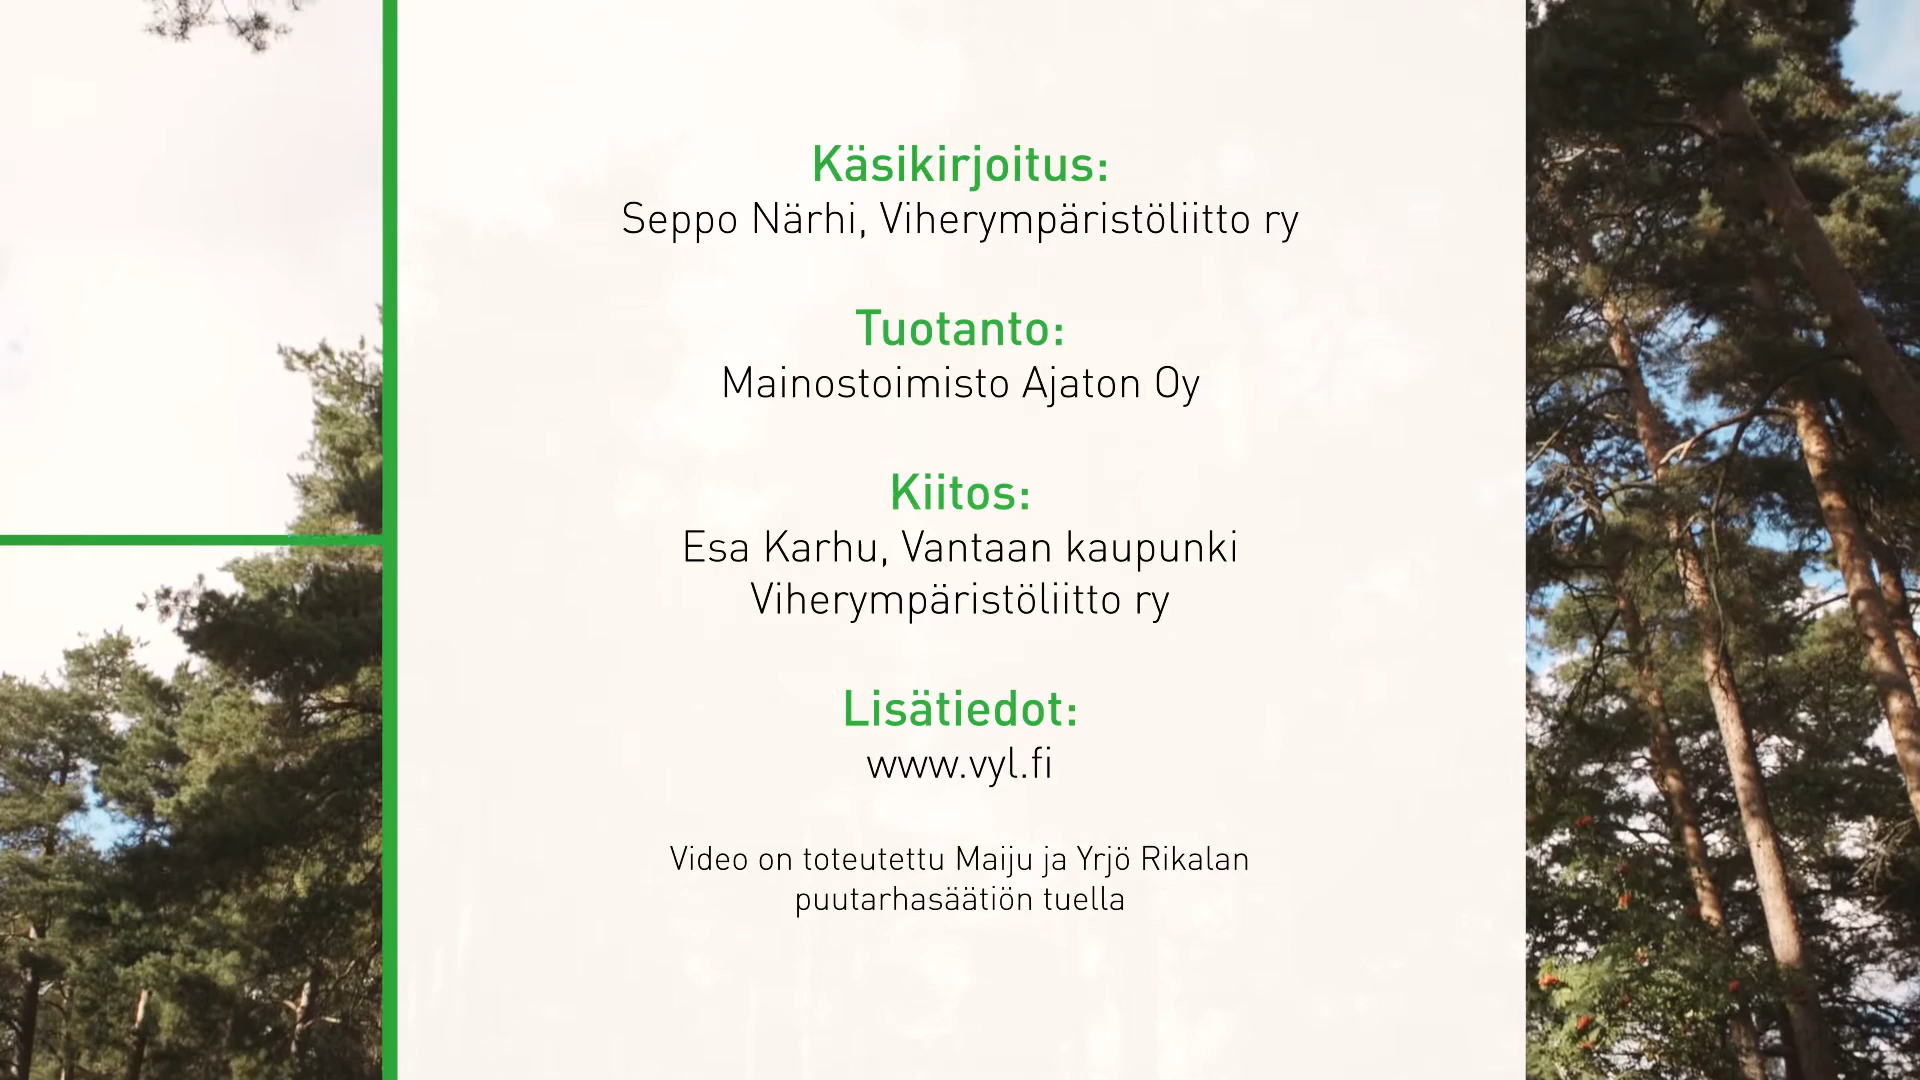 Käsikirjoitus:
Seppo Närhi, Viherympäristöliitto ry
Tuotanto:
Mainostoimisto Ajaton Oy
Kiitos:
Esa Karhu, Vantaan kaupunki
Viherympäristöliitto ry
Lisätiedot:
www.vyl.fi
Video on toteutettu Maiju ja Yrjö Rikalan
puutarhasäätiön tuella